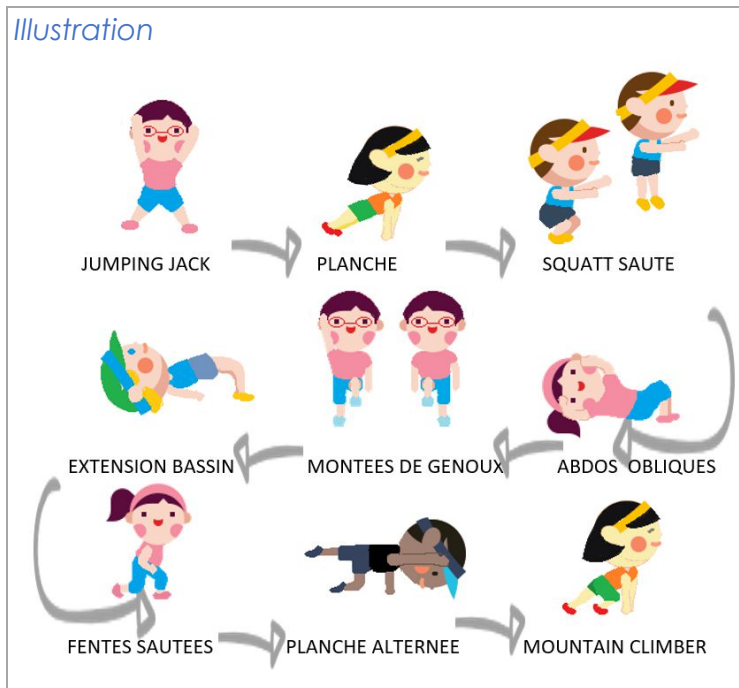 Illustration
JUMPING JACK
PLANCHE
SQUATT SAUTE
EXTENSION BASSIN
MONTEES DE GENOUX
ABDOS OBLIQUES
FENTES SAUTEES
PLANCHE ALTERNEE
MOUNTAIN CLIMBER